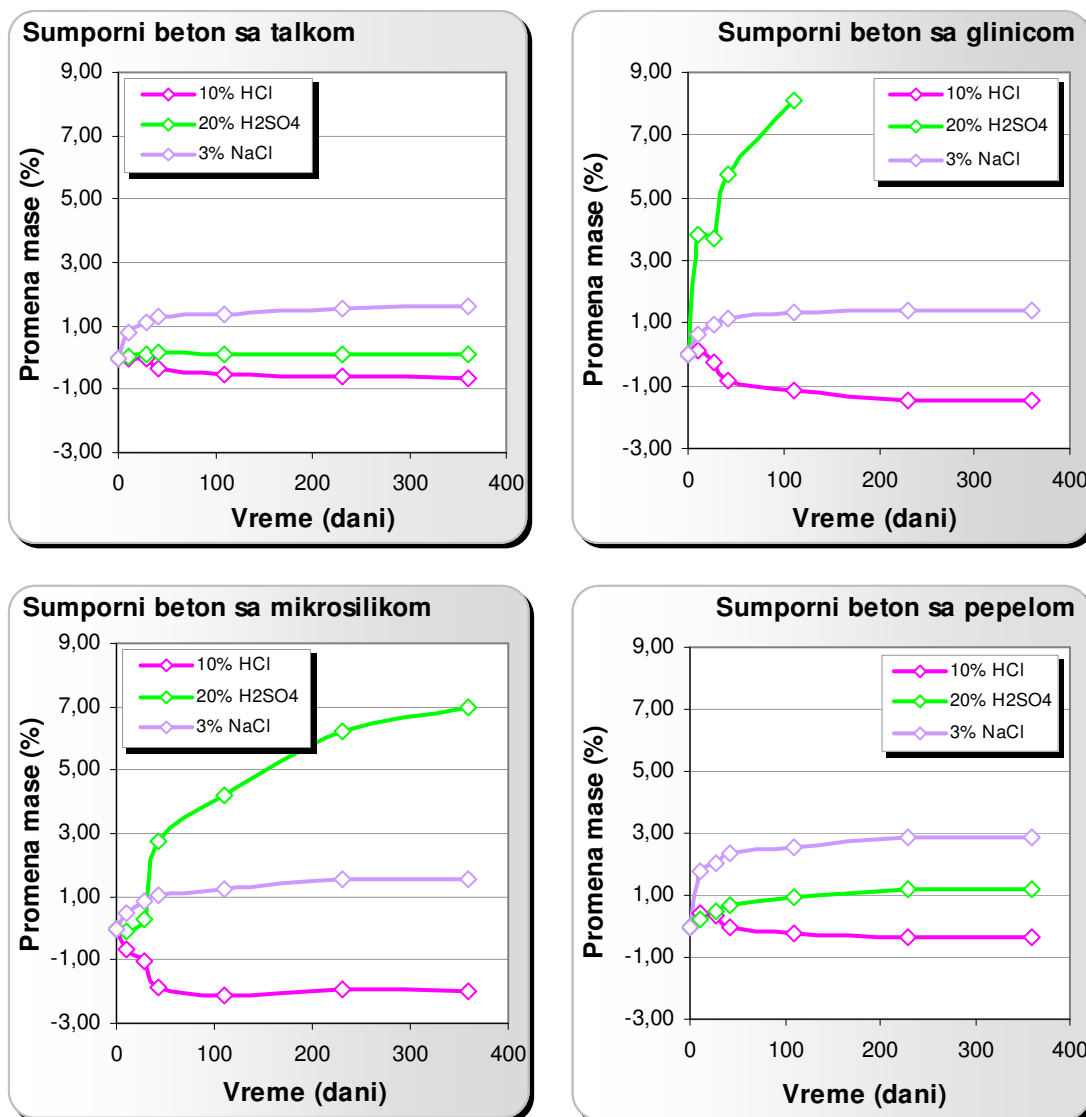 Sumporni beton sa talkom
9,00
7,00
5,00
3,00
1,00
-1,00
-3,00
Promena mase (%)
10% HCl
20% H2SO4
3% NaCl
0
100
200
300
400
Vreme (dani)
Sumporni beton sa glinicom
9,00
7,00
5,00
3,00
1,00
-1,00
-3,00
Promena mase (%)
10% HCl
20% H2SO4
3% NaCl
0
100
200
300
400
Vreme (dani)
Sumporni beton sa mikrosilikom
9,00
7,00
5,00
3,00
1,00
-1,00
-3,00
Promena mase (%)
10% HCl
20% H2SO4
3% NaCl
0
100
200
300
400
Vreme (dani)
Sumporni beton sa pepelom
9,00
7,00
5,00
3,00
1,00
-1,00
-3,00
Promena mase (%)
10% HCl
20% H2SO4
3% NaCl
0
100
200
300
400
Vreme (dani)